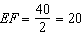 EF = 40/2 = 20